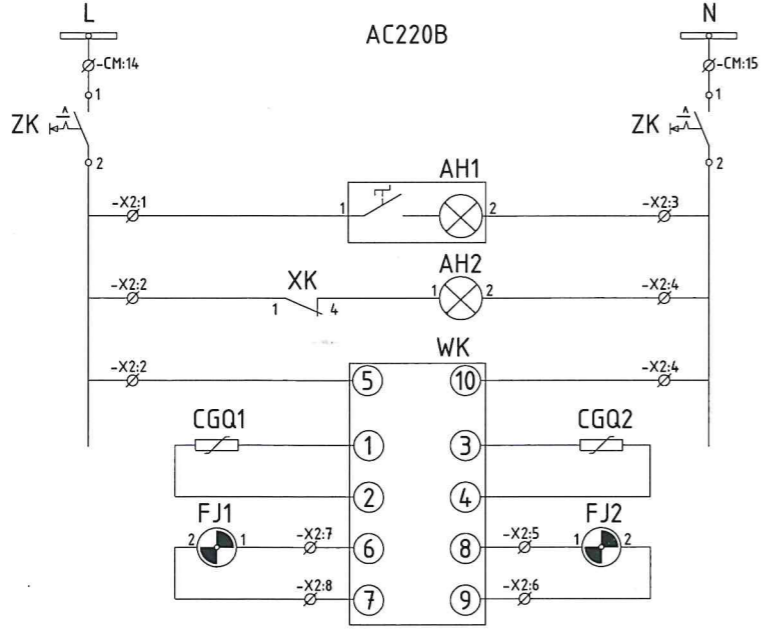 L AC220В N
-CM:14 -CM:15
1 1
ZK ZK
2 2
AH1
-X2:1 1 2 -X2:3
AH2
-X2:2 XK 1 2 -X2:4
1 4
WK
-X2:2 5 10 -X2:4
CGQ1 CGQ2
1 3
2 4
FJ1 FJ2
2 1 -X2:7 6 8 -X2:5 1 2
-X2:8 7 9 -X2:6